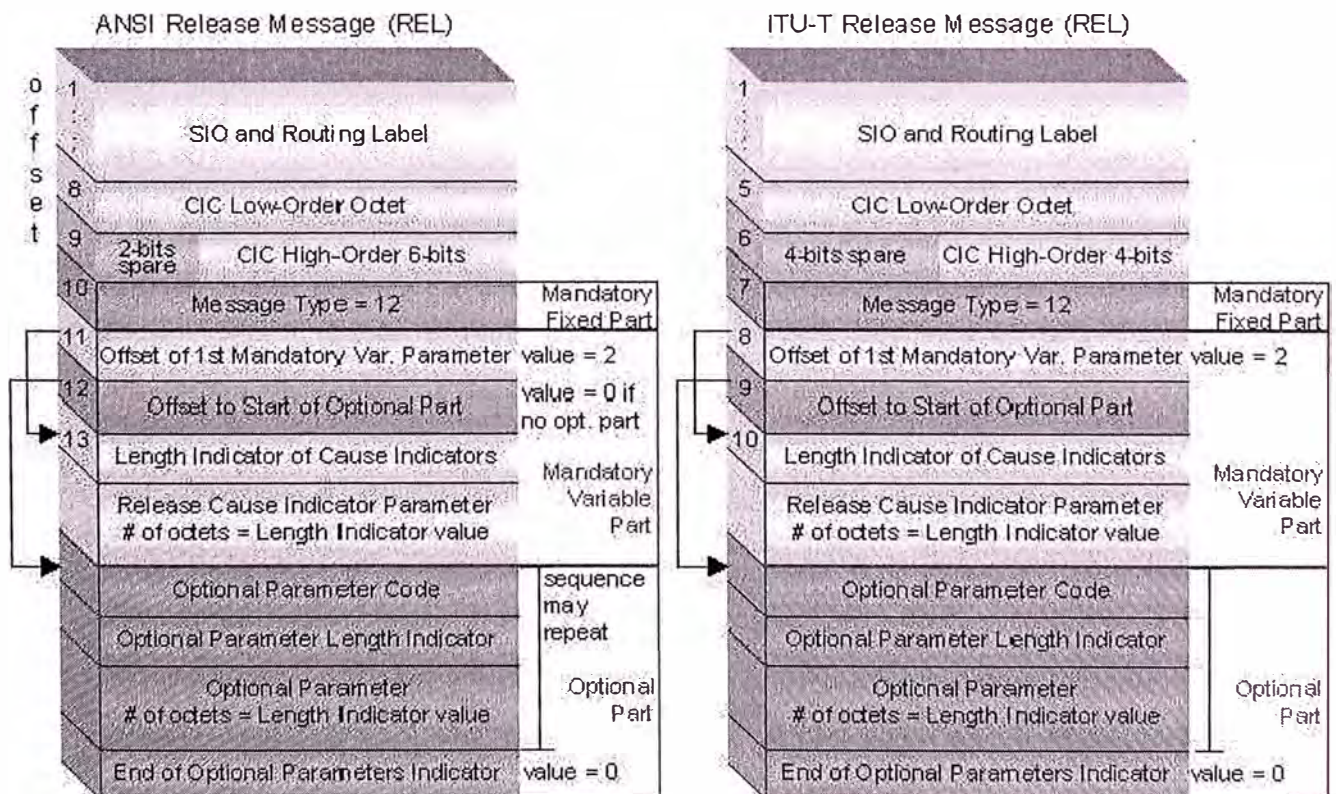 ANSI Release Message (REL)
offset
1
:
:
SIO and Routing Label
8
CIC Low-Order Octet
9
2-bits spare
CIC High-Order 6-bits
10
Message Type = 12
Mandatory
Fixed Part
11
Offset of 1st Mandatory Var. Parameter value = 2
12
Offset to Start of Optional Part
value = 0 if
no opt. part
13
Length Indicator of Cause Indicators
Release Cause Indicator Parameter
# of octets = Length Indicator value
Mandatory
Variable
Part
Optional Parameter Code
sequence
may
repeat
Optional Parameter Length Indicator
Optional Parameter
# of octets = Length Indicator value
Optional
Part
End of Optional Parameters Indicator value = 0
ITU-T Release Message (REL)
1
:
:
SIO and Routing Label
5
CIC Low-Order Octet
6
4-bits spare
CIC High-Order 4-bits
7
Message Type = 12
Mandatory
Fixed Part
8
Offset of 1st Mandatory Var. Parameter value = 2
9
Offset to Start of Optional Part
10
Length Indicator of Cause Indicators
Release Cause Indicator Parameter
# of octets = Length Indicator value
Mandatory
Variable
Part
Optional Parameter Code
Optional Parameter Length Indicator
Optional Parameter
# of octets = Length Indicator value
Optional
Part
End of Optional Parameters Indicator value = 0